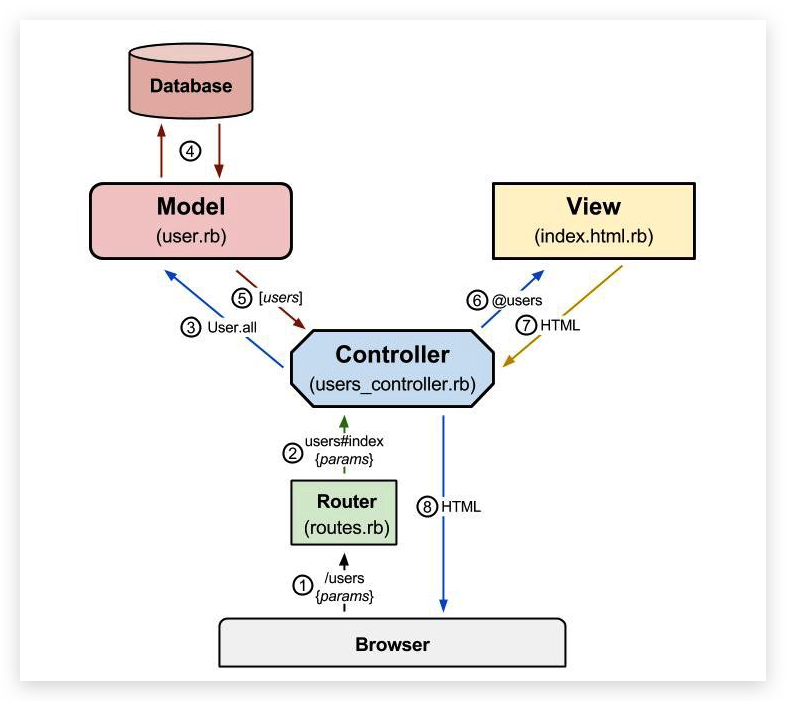 Database
④
Model
(user.rb)
View
(index.html.rb)
⑤ [users]
③ User.all
⑥ @users
⑦ HTML
Controller
(users_controller.rb)
② users#index
{params}
Router
(routes.rb)
⑧ HTML
① /users
{params}
Browser